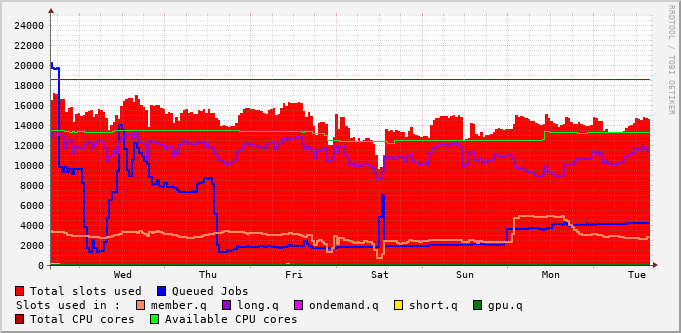 24000
22000
20000
18000
16000
14000
12000
10000
8000
6000
4000
2000
0
Wed Thu Fri Sat Sun Mon Tue
RRDTOOL / TOBI OETIKER
Total slots used Queued Jobs
Slots used in : member.q long.q ondemand.q short.q gpu.q
Total CPU cores Available CPU cores